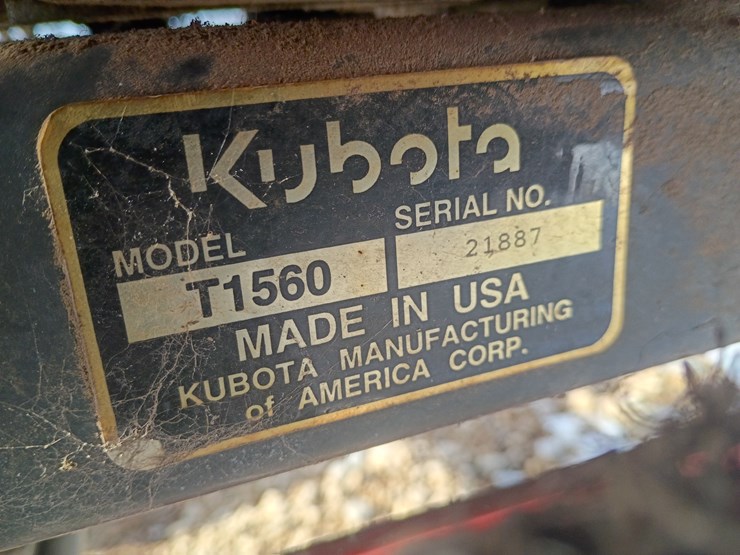 Kubota
MODEL
SERIAL NO.
T1560
21887
MADE IN USA
KUBOTA MANUFACTURING
of AMERICA CORP.